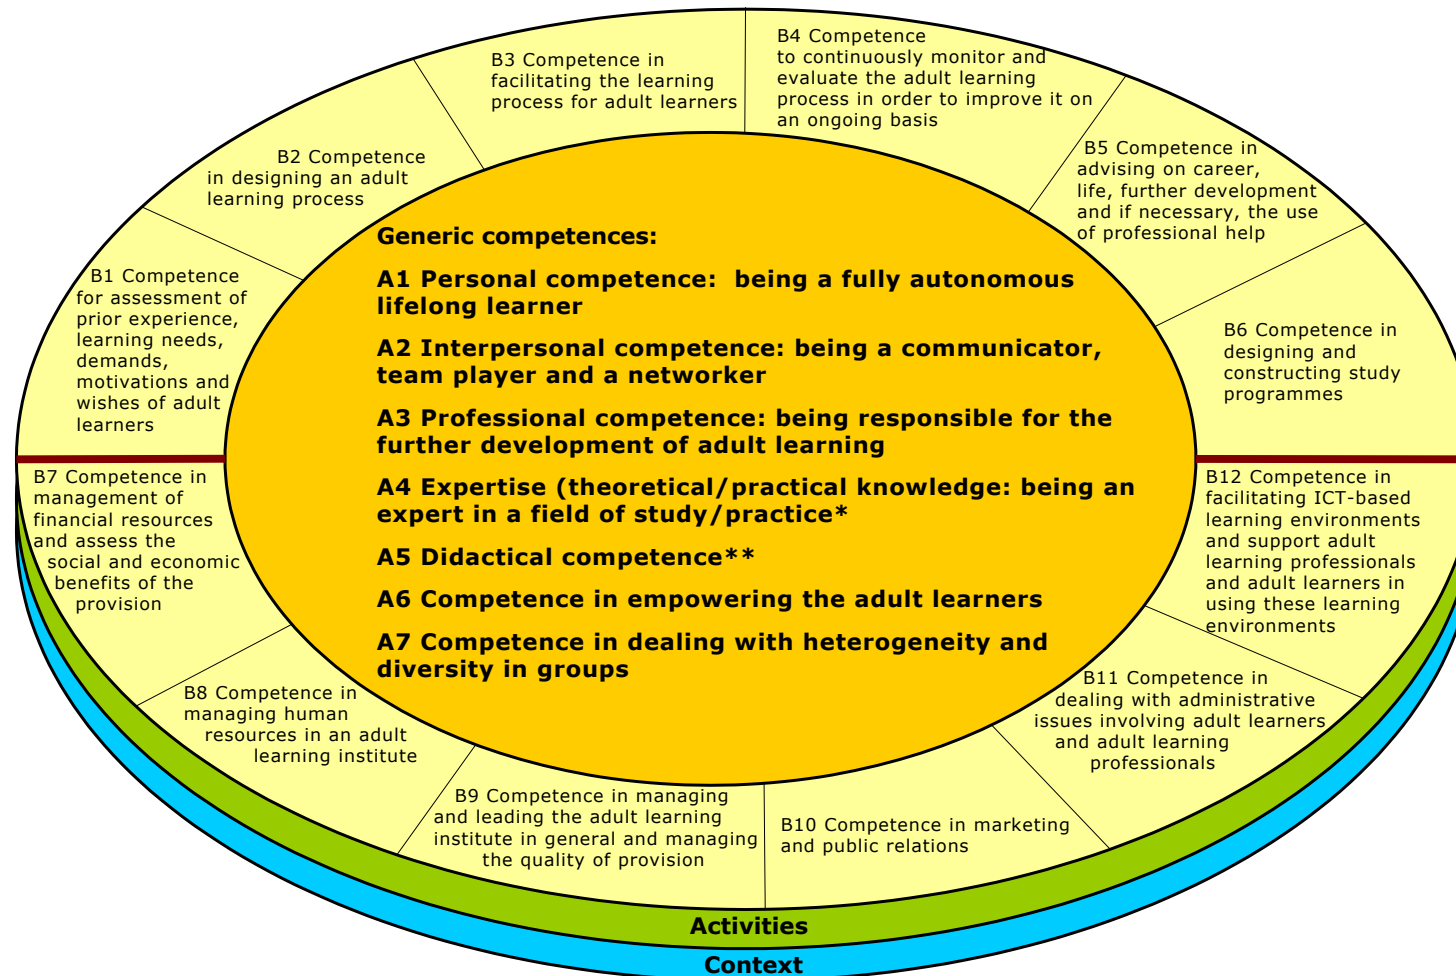 B1 Competence
for assessment of
prior experience,
learning needs,
demands,
motivations and
wishes of adult
learners
B2 Competence
in designing an adult
learning process
B3 Competence in
facilitating the learning
process for adult learners
B4 Competence
to continuously monitor and
evaluate the adult learning
process in order to improve it on
an ongoing basis
B5 Competence in
advising on career,
life, further development
and if necessary, the use
of professional help
B6 Competence in
designing and
constructing study
programmes
Generic competences:
A1 Personal competence:  being a fully autonomous
lifelong learner
A2 Interpersonal competence: being a communicator,
team player and a networker
A3 Professional competence: being responsible for the
further development of adult learning
A4 Expertise (theoretical/practical knowledge: being an
expert in a field of study/practice*
A5 Didactical competence**
A6 Competence in empowering the adult learners
A7 Competence in dealing with heterogeneity and
diversity in groups
B7 Competence in
management of
financial resources
and assess the
social and economic
benefits of the
provision
B8 Competence in
managing human
resources in an adult
learning institute
B9 Competence in managing
and leading the adult learning
institute in general and managing
the quality of provision
B10 Competence in marketing
and public relations
B11 Competence in
dealing with administrative
issues involving adult learners
and adult learning
professionals
B12 Competence in
facilitating ICT-based
learning environments
and support adult
learning professionals
and adult learners in
using these learning
environments
Activities
Context